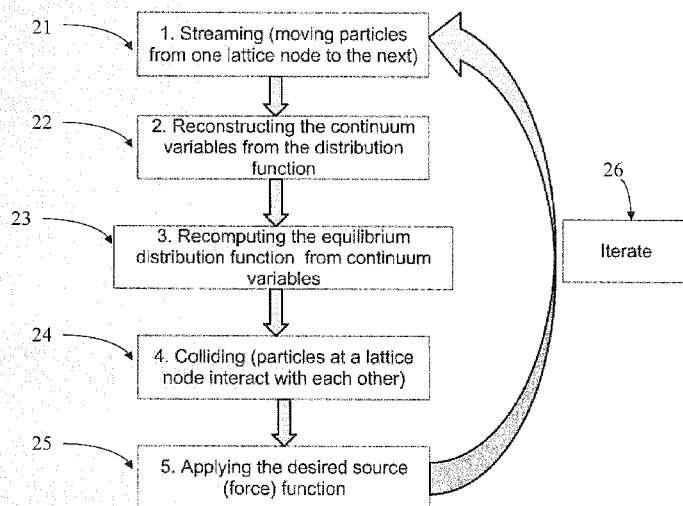 21
1. Streaming (moving particles
from one lattice node to the next)
22
2. Reconstructing the continuum
variables from the distribution
function
23
3. Recomputing the equilibrium
distribution function from continuum
variables
24
4. Colliding (particles at a lattice
node interact with each other)
25
5. Applying the desired source
(force) function
26
Iterate